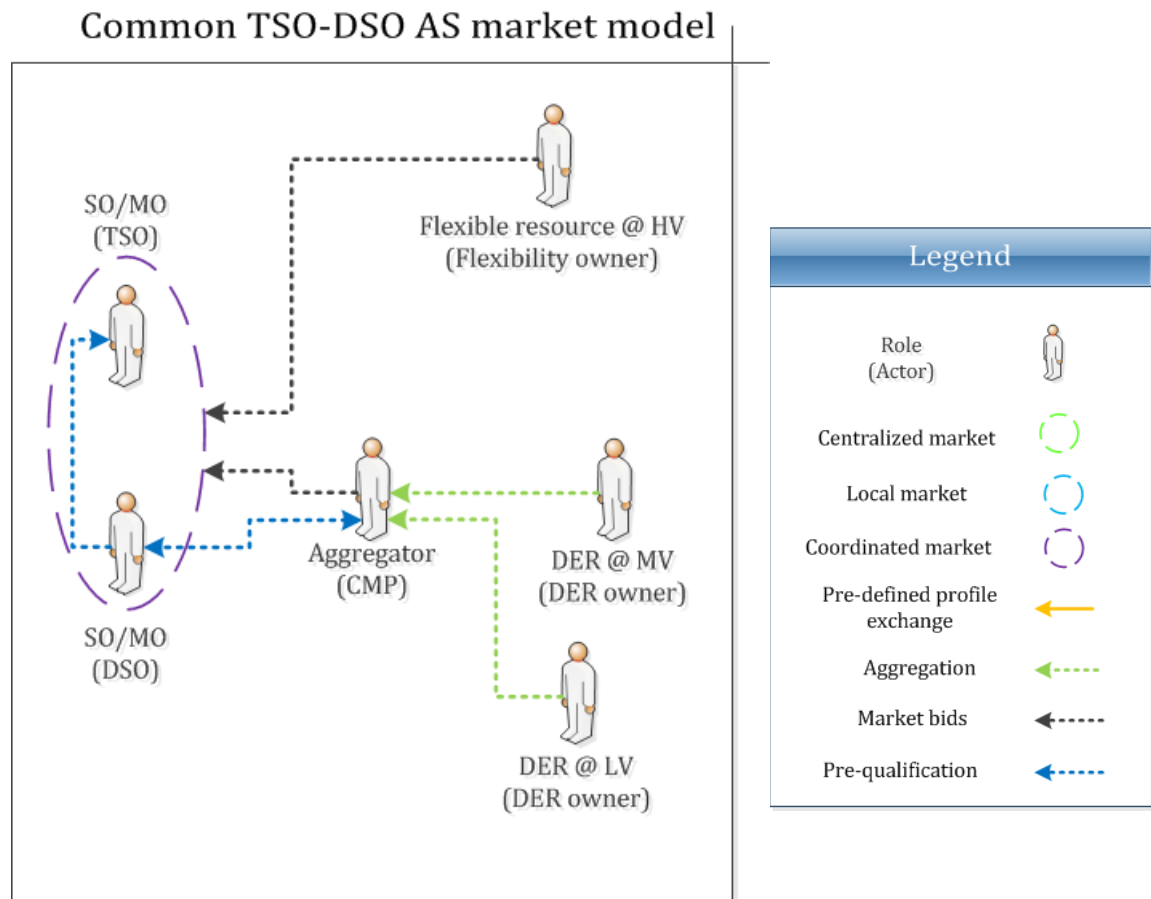 Common TSO-DSO AS market model
SO/MO
(TSO)
Flexible resource @ HV
(Flexibility owner)
Aggregator
(CMP)
DER @ MV
(DER owner)
SO/MO
(DSO)
DER @ LV
(DER owner)
Legend
Role
(Actor)
Centralized market
Local market
Coordinated market
Pre-defined profile
exchange
Aggregation
Market bids
Pre-qualification